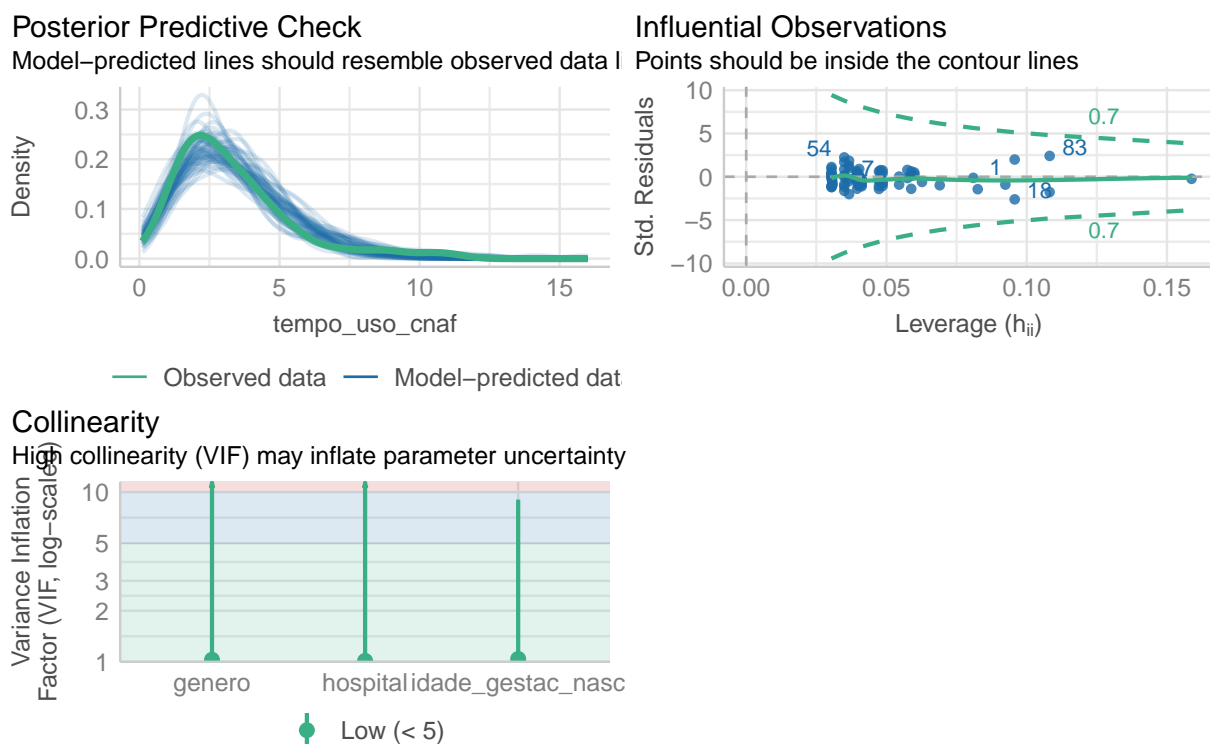 Posterior Predictive Check
Model−predicted lines should resemble observed data l
Density
0.3
0.2
0.1
0.0
0 5 10 15
tempo_uso_cnaf
Observed data Model−predicted data
Influential Observations
Points should be inside the contour lines
Std. Residuals
10
5
0
−5
−10
0.7
54
7
1
83
18
0.7
0.00 0.05 0.10 0.15
Leverage (hii)
Collinearity
High collinearity (VIF) may inflate parameter uncertainty
Variance Inflation
Factor (VIF, log−scaled)
10
5
3
2
1
genero hospital idade_gestac_nasc
Low (< 5)